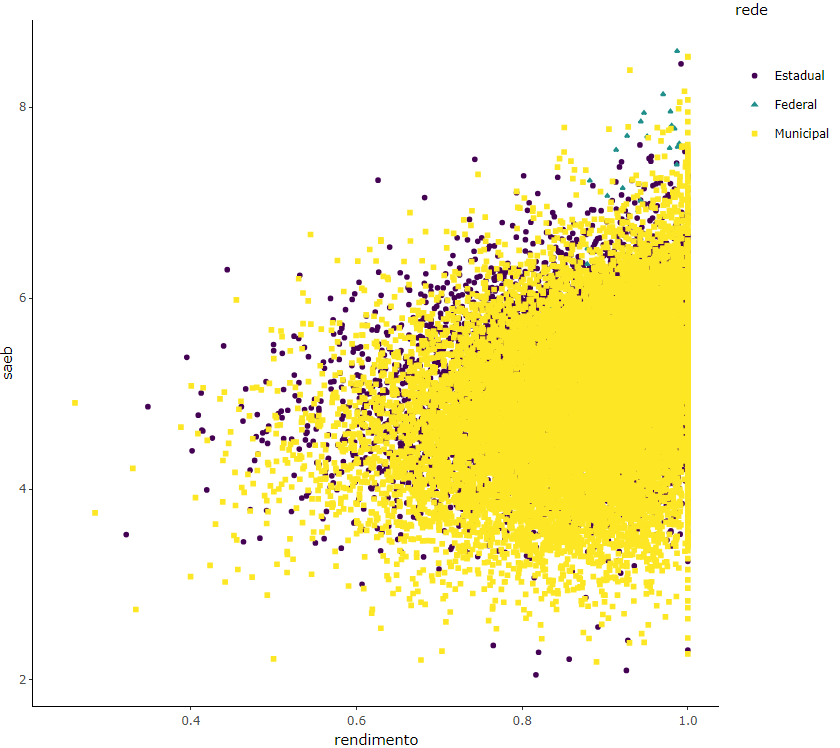 rede
Estadual
Federal
Municipal
8
6
4
2
saeb
0.4 0.6 0.8 1.0
rendimento